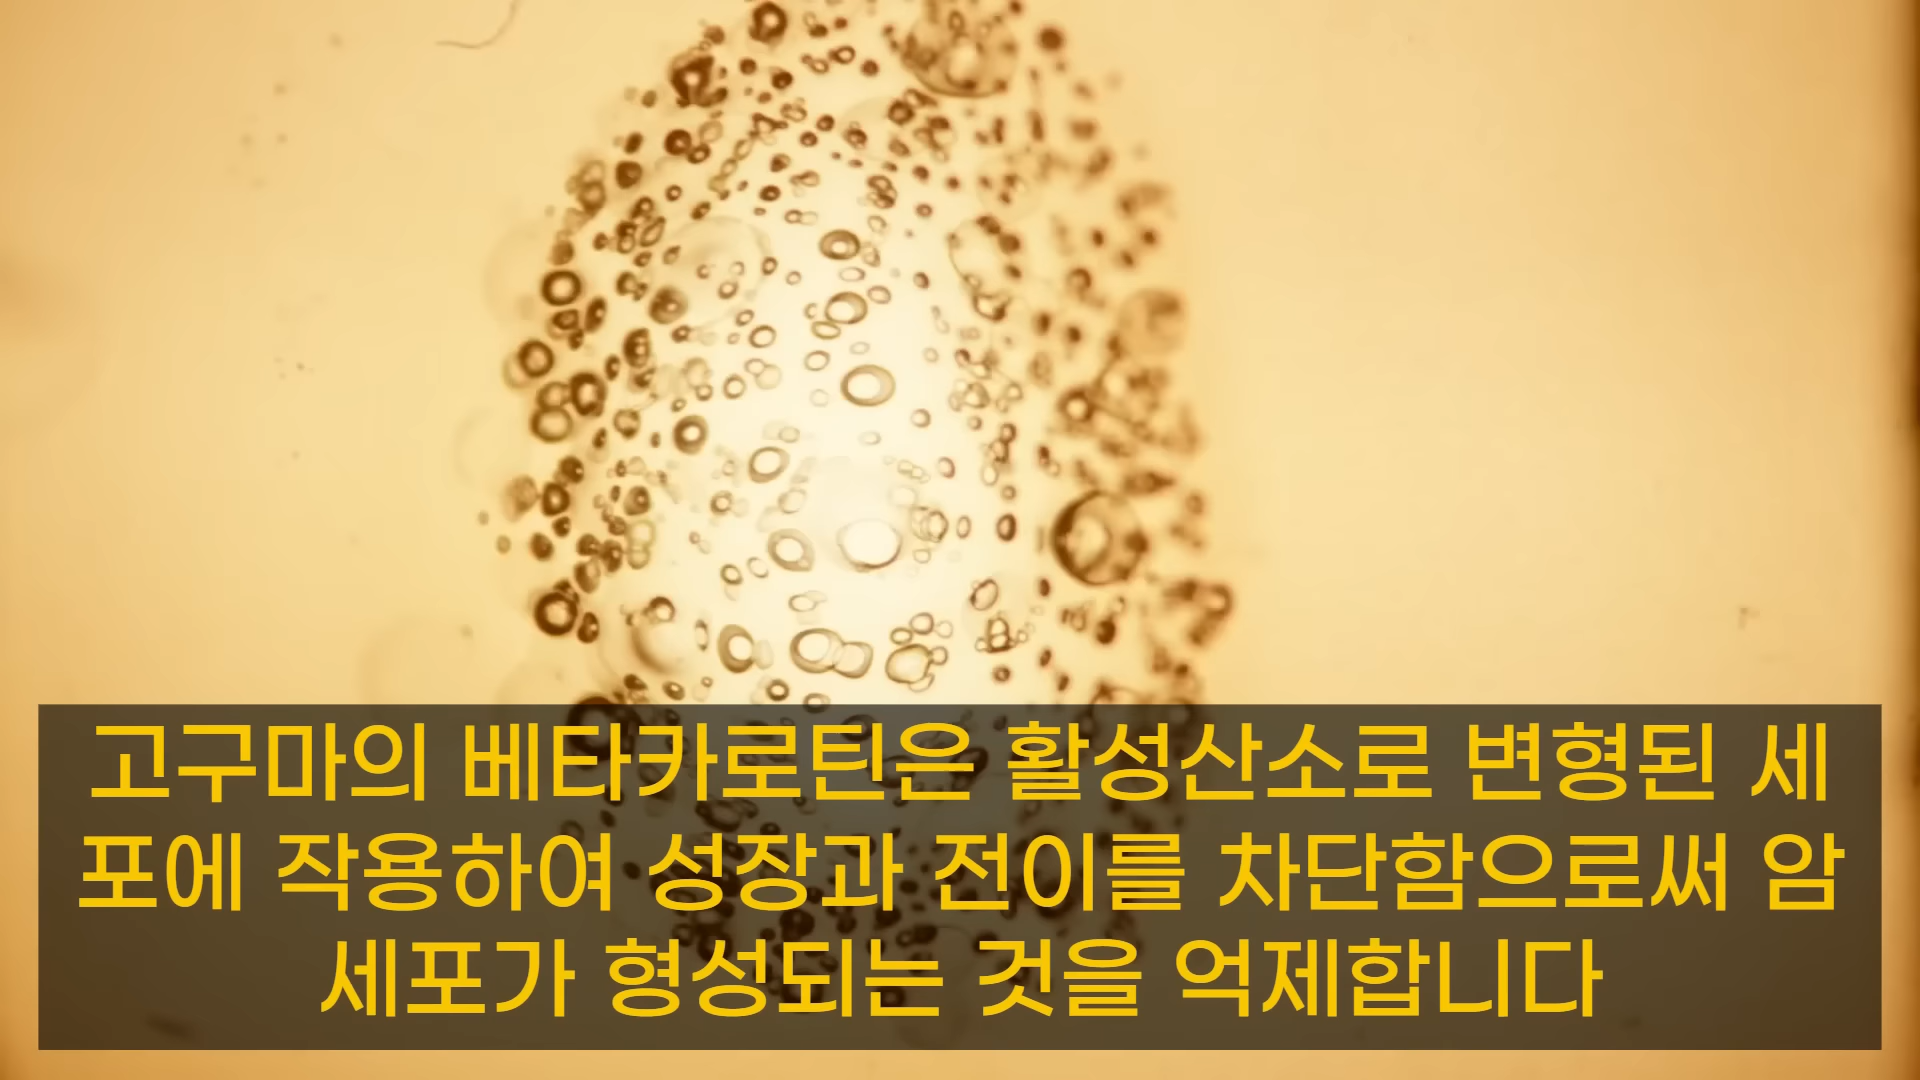 고구마의 베타카로틴은 활성산소로 변형된 세
포에 작용하여 성장과 전이를 차단함으로써 암
세포가 형성되는 것을 억제합니다